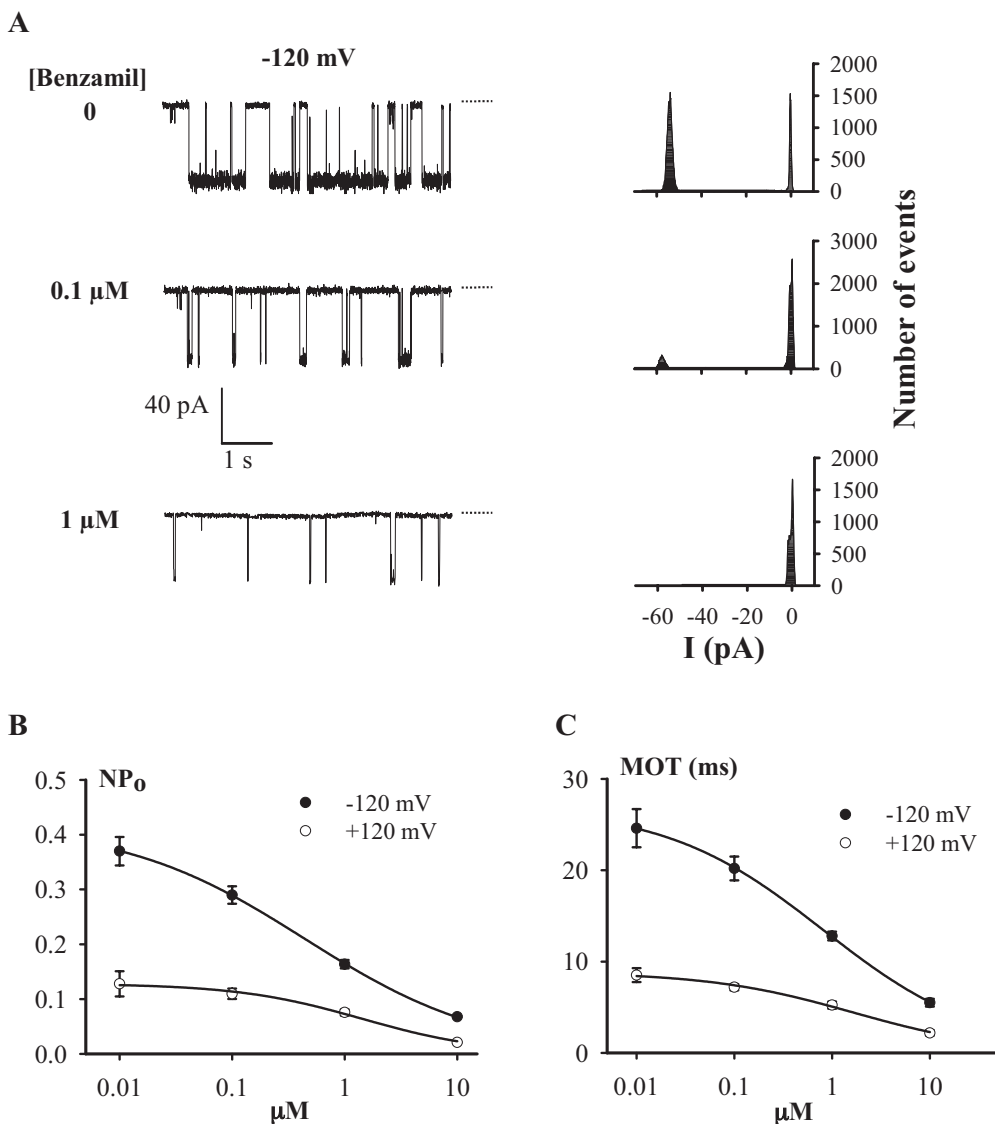 A
-120 mV
[Benzamil]
0
0.1 μM
40 pA
1 s
1 μM
2000
1500
1000
500
0
3000
2000
1000
0
2000
1500
1000
500
0
Number of events
-60 -40 -20 0
I (pA)
B
NPo
0.5
0.4
0.3
0.2
0.1
0.0
-120 mV
+120 mV
0.01 0.1 1 10
μM
C
MOT (ms)
30
20
10
0
-120 mV
+120 mV
0.01 0.1 1 10
μM